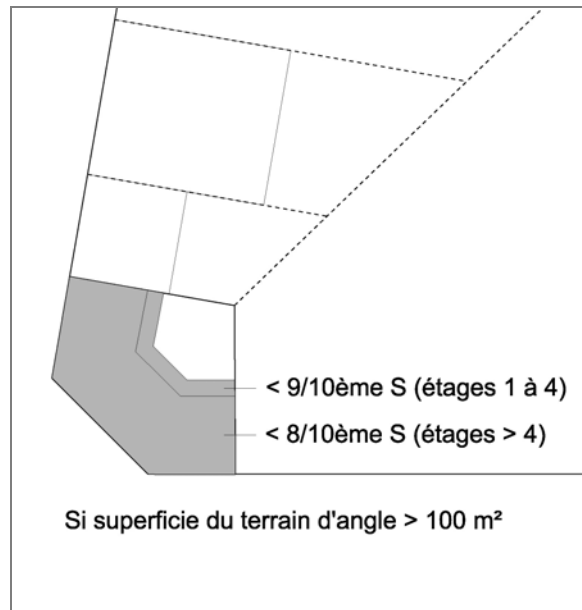 < 9/10ème S (étages 1 à 4)
< 8/10ème S (étages > 4)
Si superficie du terrain d'angle > 100 m²